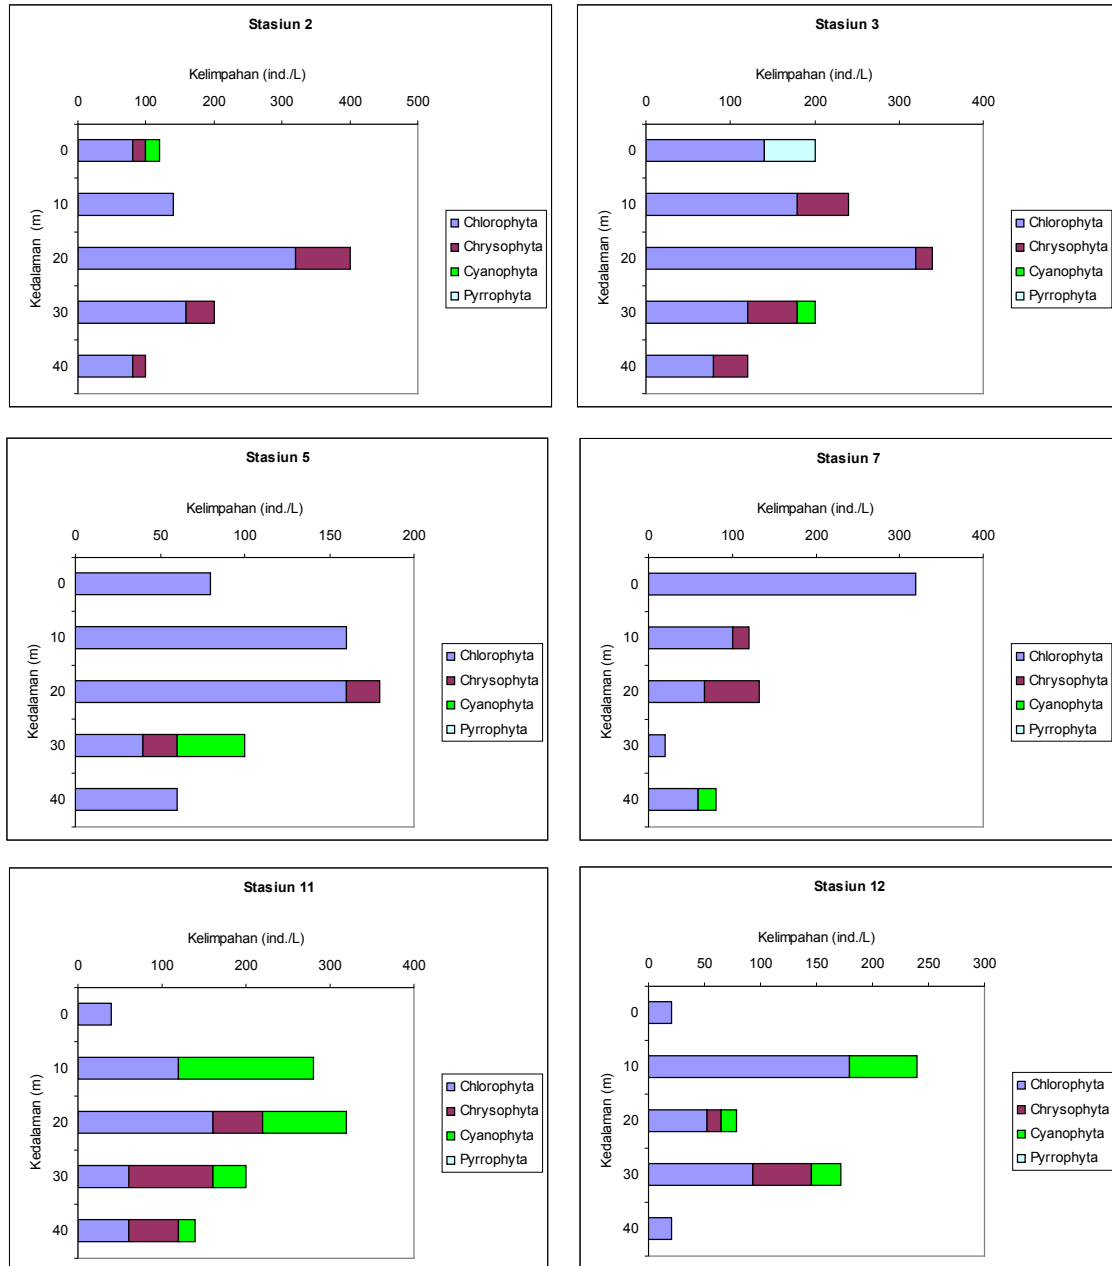 Stasiun 2
Kelimpahan (ind./L)
0 100 200 300 400 500
Kedalaman (m)
0
10
20
30
40
Chlorophyta
Chrysophyta
Cyanophyta
Pyrrophyta
Stasiun 3
Kelimpahan (ind./L)
0 100 200 300 400
Kedalaman (m)
0
10
20
30
40
Chlorophyta
Chrysophyta
Cyanophyta
Pyrrophyta
Stasiun 5
Kelimpahan (ind./L)
0 50 100 150 200
Kedalaman (m)
0
10
20
30
40
Chlorophyta
Chrysophyta
Cyanophyta
Pyrrophyta
Stasiun 7
Kelimpahan (ind./L)
0 100 200 300 400
Kedalaman (m)
0
10
20
30
40
Chlorophyta
Chrysophyta
Cyanophyta
Pyrrophyta
Stasiun 11
Kelimpahan (ind./L)
0 100 200 300 400
Kedalaman (m)
0
10
20
30
40
Chlorophyta
Chrysophyta
Cyanophyta
Pyrrophyta
Stasiun 12
Kelimpahan (ind./L)
0 50 100 150 200 250 300
Kedalaman (m)
0
10
20
30
40
Chlorophyta
Chrysophyta
Cyanophyta
Pyrrophyta